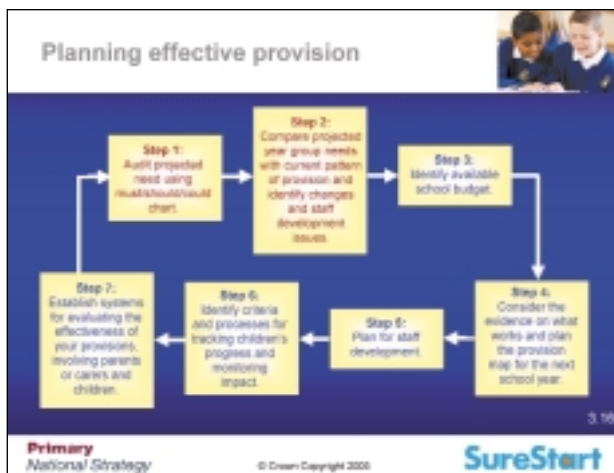 Planning effective provision
Step 1:
Audit projected
need using
must/should/could
chart.
Step 2:
Compare projected
year group needs
with current pattern
of provision and
identify changes and
staff development
issues.
Step 3:
Identify available
school budget.
Step 4:
Consider the
evidence on what
works and plan
the provision
map for the next
school year.
Step 5:
Plan for staff
development.
Step 6:
Identify criteria
and processes for
tracking children's
progress and
monitoring
impact.
Step 7:
Establish systems
for evaluating the
effectiveness of
your provisions,
involving parents
or carers and
children.
3.16
Primary
National Strategy
© Crown Copyright 2005
SureStart